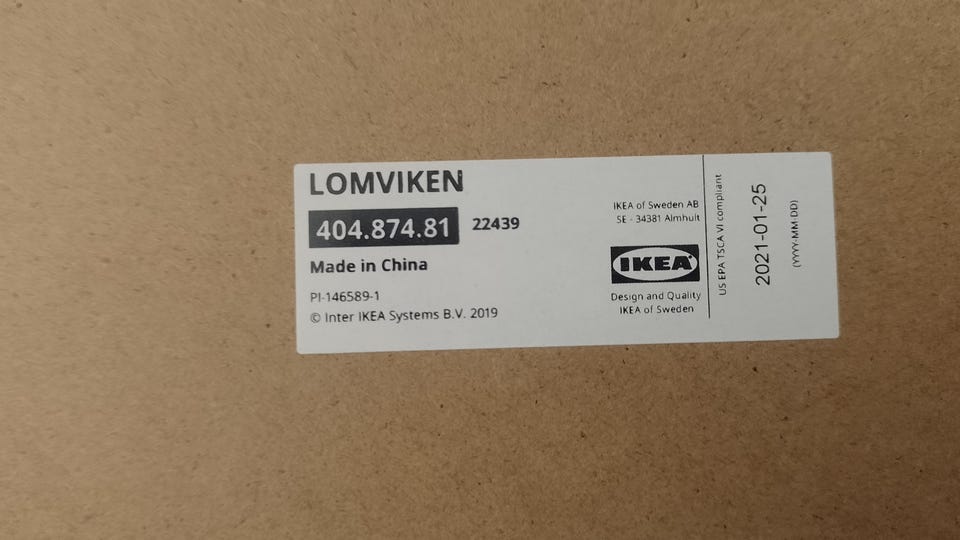 LOMVIKEN
404.874.81 22439
Made in China
PI-146589-1
© Inter IKEA Systems B.V. 2019
IKEA of Sweden AB
SE - 34381 Älmhult
IKEA
Design and Quality
IKEA of Sweden
US EPA TSCA VI compliant
2021-01-25
(YYYY-MM-DD)